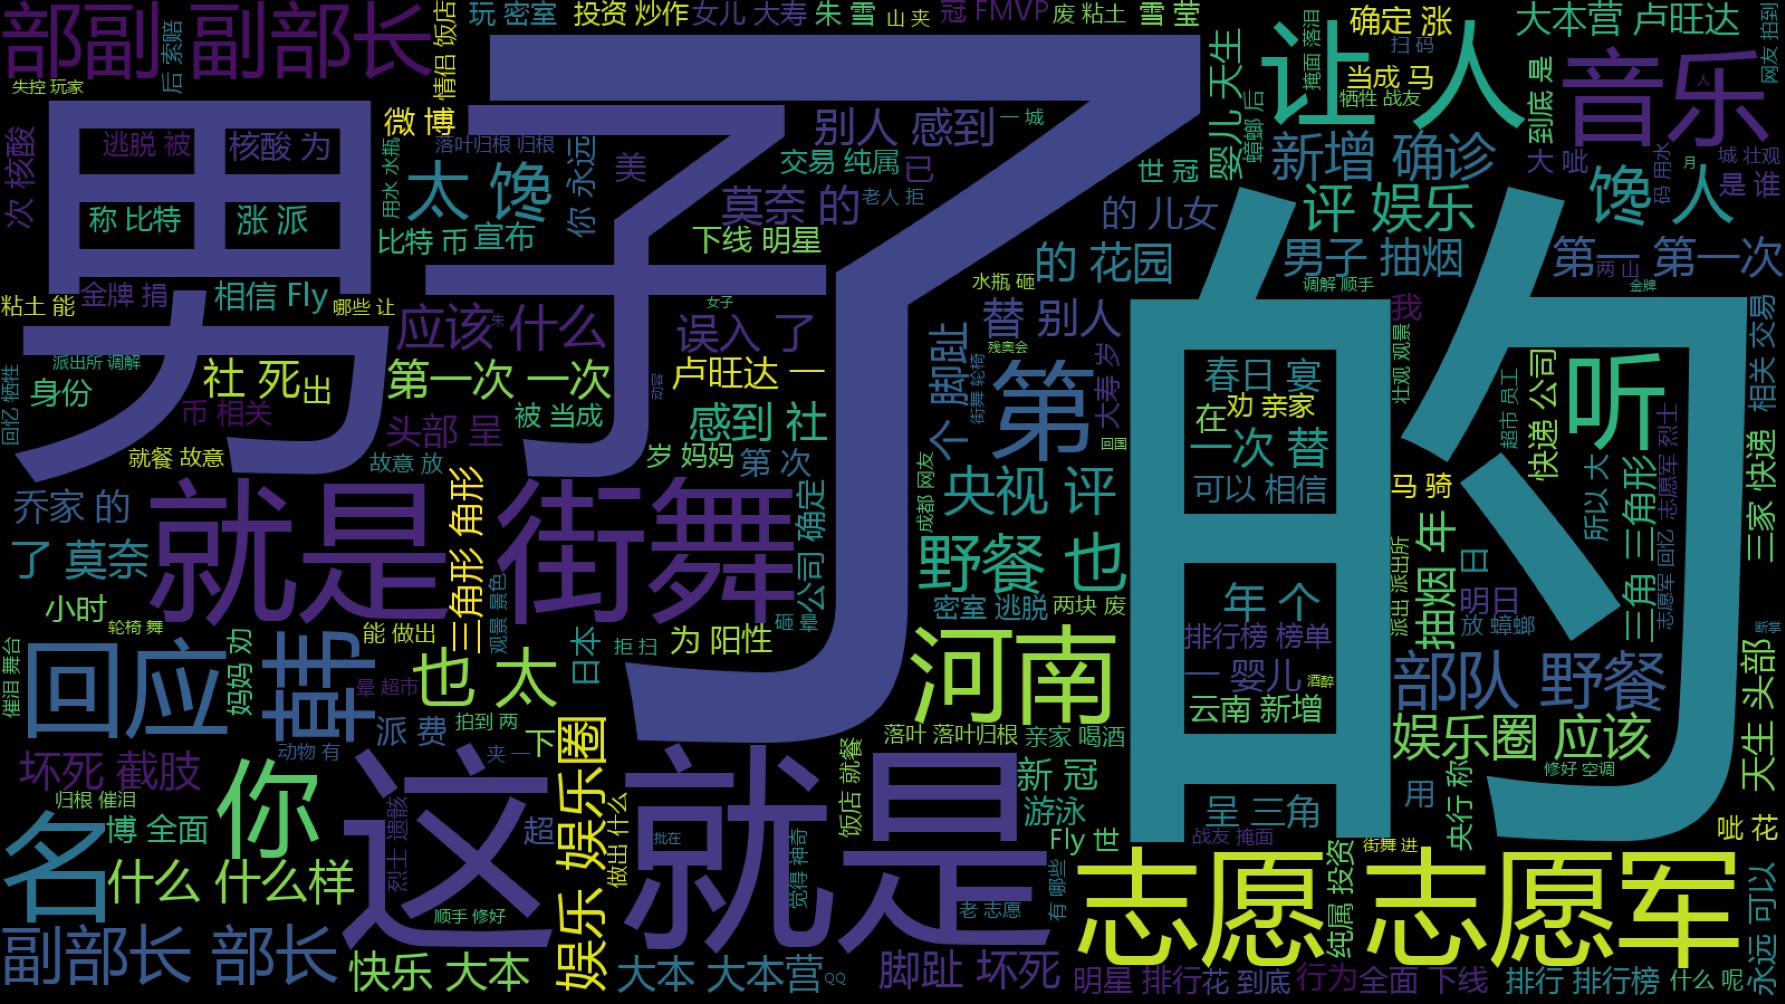 部副 副部长
后 索赔
情侣 饭店
玩 密室
投资 炒作
女儿 大寿
朱 雪
山 夹
冠 FMVP
废 粘土
雪 莹
确定 涨
扫 码
大本营 卢旺达
网友 拍到
失控 玩家
微 博
男子
了
让 人
掩面 落泪
当成 马
牺牲 战友
到底 是
音乐
人
婴儿 天生
蟑螂 后
次 核酸
逃脱 被
核酸 为
落叶归根 归根
用水 水瓶
太 馋
你 永远
美
别人 感到
一 城
交易 纯属
已
世 冠
新增 确诊
大 呲
城 壮观
月
称 比特
涨 派
比特 币
宣布
莫奈 的
老人 拒
的 儿女
评 娱乐
馋 人
码 用水
是 谁
下线 明星
的 花园
男子 抽烟
第一 第一次
两 山
粘土 能
金牌 捐
相信 Fly
哪些 让
水瓶 砸
调解 顺手
金牌
女子
应该 什么
朱
误入 了
替 别人
的
我
相关 交易
派出所 调解
回忆 牺牲
身份
社 死
出
第一次 一次
动容
卢旺达 一
个 脚趾
街舞 轮椅
残奥会
大寿 岁
第
春日 宴
壮观 观景
超市 员工
快递 公司
听
币 相关
头部 呈
被 当成
感到 社
在
劝 亲家
一次 替
就餐 故意
故意 放
岁 妈妈
第 次
成都 网友
央视 评
可以 相信
马 骑
所以 大
三角 三角形
志愿军 回忆
志愿军 烈士
三家 快递
乔家 的
三角形 角形
就是 街舞
公司 确定
了 莫奈
野餐 也
抽烟 年
日
小时
轮椅 舞
观景 景色
密室 逃脱
两块 废
年 个
派出 派出所
明日
放 蟑螂
催泪 舞台
回应
妈妈 劝
韩
能 做出
日本
拒 扫
为 阳性
砸 晕
河南
排行榜 榜单
一 婴儿
酒醉
云南 新增
部队 野餐
天生 头部
晕 超市
也 太
派 费
拍到 两
下
动物 有
夹 一
落叶 落叶归根
亲家 喝酒
娱乐圈 应该
坏死 截肢
你
这 就是
娱乐 娱乐圈
饭店 就餐
新 冠
修好 空调
归根 催泪
博 全面
烈士 遗骸
超
做出 什么
批在
觉得 神奇
游泳
Fly 世
呈 三角
用
央行 称
战友 掩面
街舞 进
呲 花
名
什么 什么样
顺手 修好
有 哪些
老 志愿
志愿 志愿军
纯属 投资
永远 可以
副部长 部长
快乐 大本
大本 大本营
QQ
脚趾 坏死
明星 排行
花 到底
行为
全面 下线
排行 排行榜
什么 呢